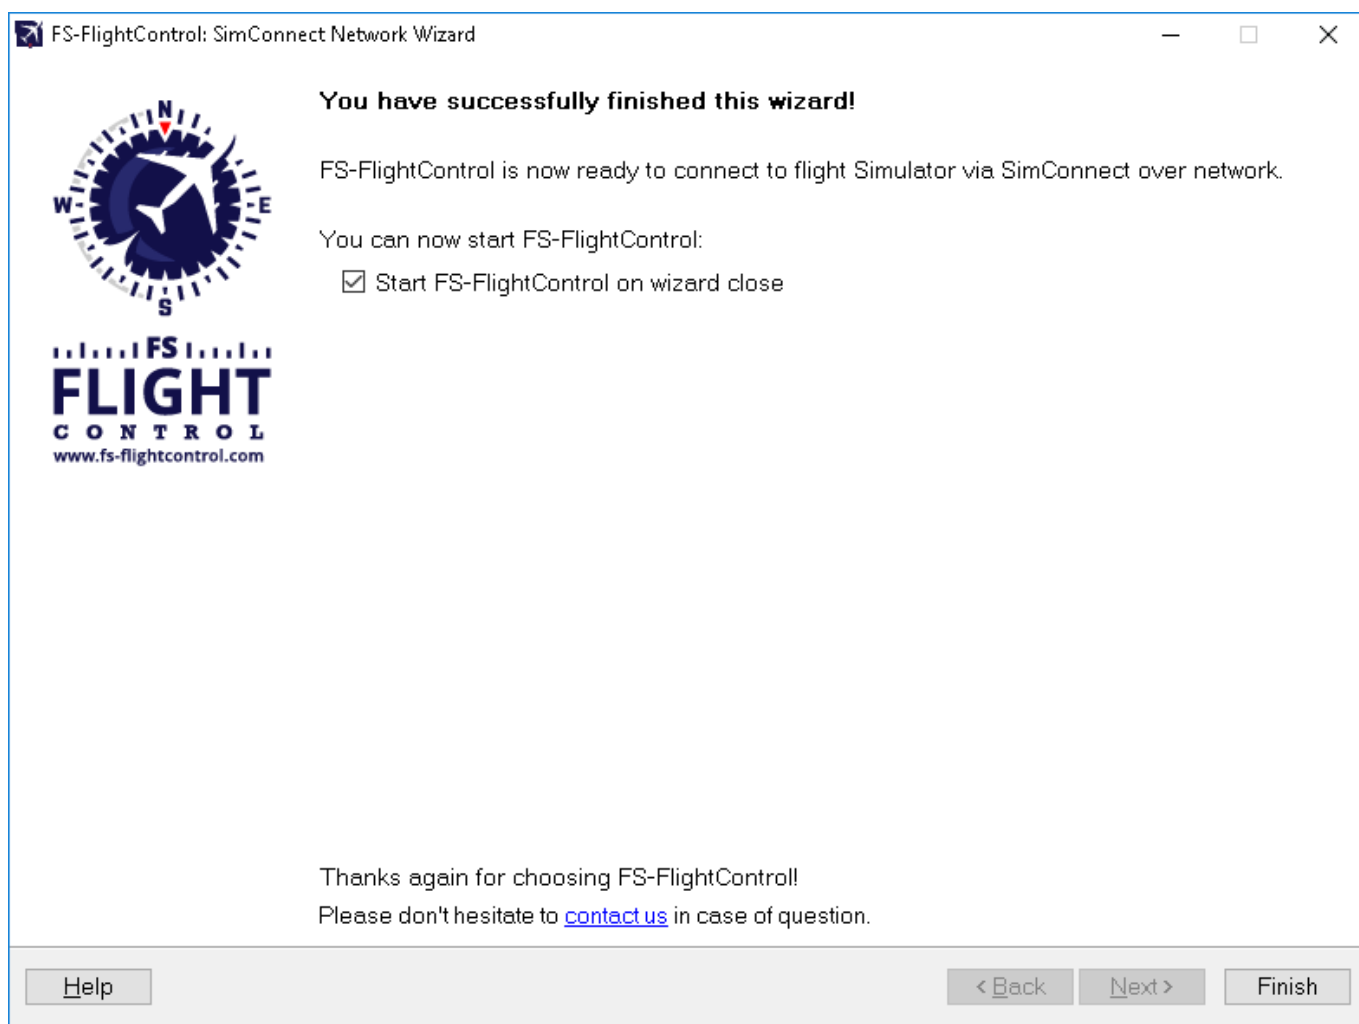 FS-FlightControl: SimConnect Network Wizard
N
W
E
S
FS
FLIGHT
CONTROL
www.fs-flightcontrol.com
You have successfully finished this wizard!
FS-FlightControl is now ready to connect to flight Simulator via SimConnect over network.
You can now start FS-FlightControl:
Start FS-FlightControl on wizard close
Thanks again for choosing FS-FlightControl!
Please don't hesitate to contact us in case of question.
Help
< Back
Next >
Finish